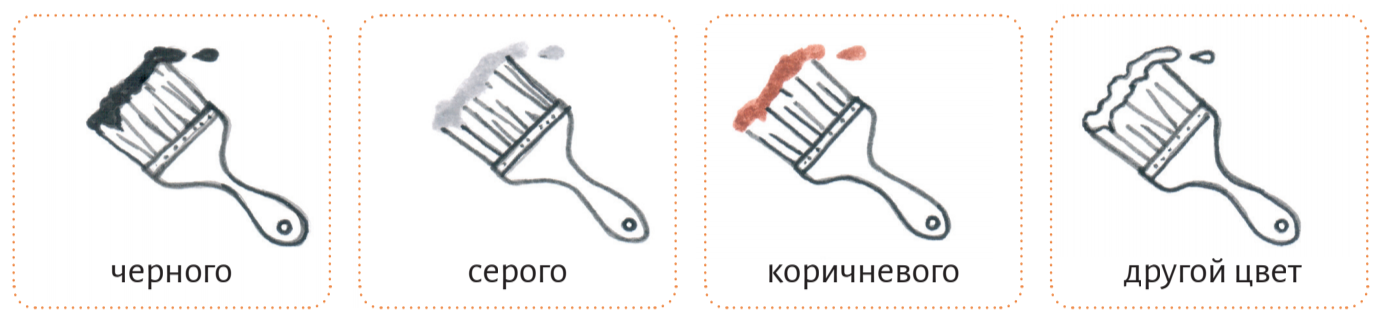 черного
серого
коричневого
другой цвет